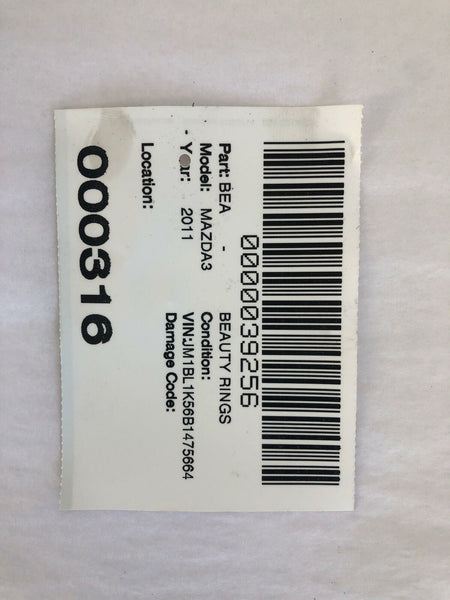 0000039256
Part: BEA - BEAUTY RINGS
Model: MAZDA3 Condition:
Year: 2011 VIN:JM1BL1K56B1475664
Damage Code:
Location:
000316